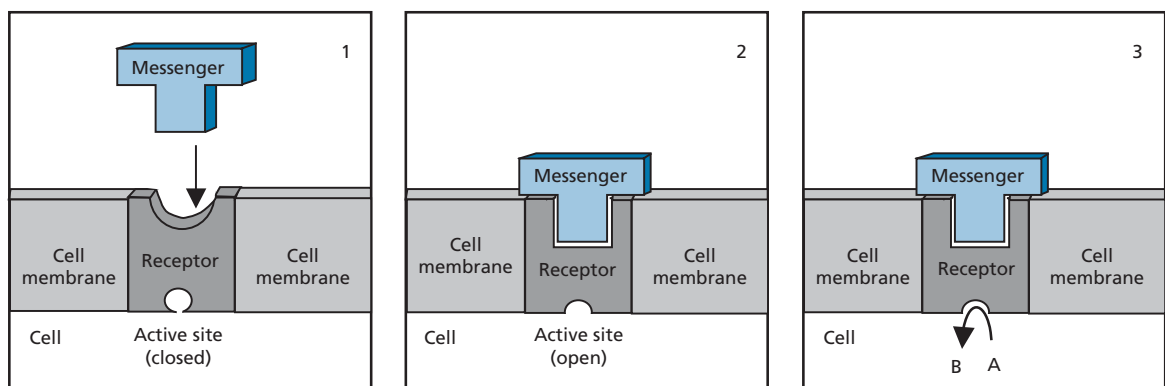 1
Messenger
Cell
membrane
Receptor
Cell
membrane
Cell
Active site
(closed)
2
Messenger
Cell
membrane
Receptor
Cell
membrane
Cell
Active site
(open)
3
Messenger
Cell
membrane
Receptor
Cell
membrane
Cell
B
A